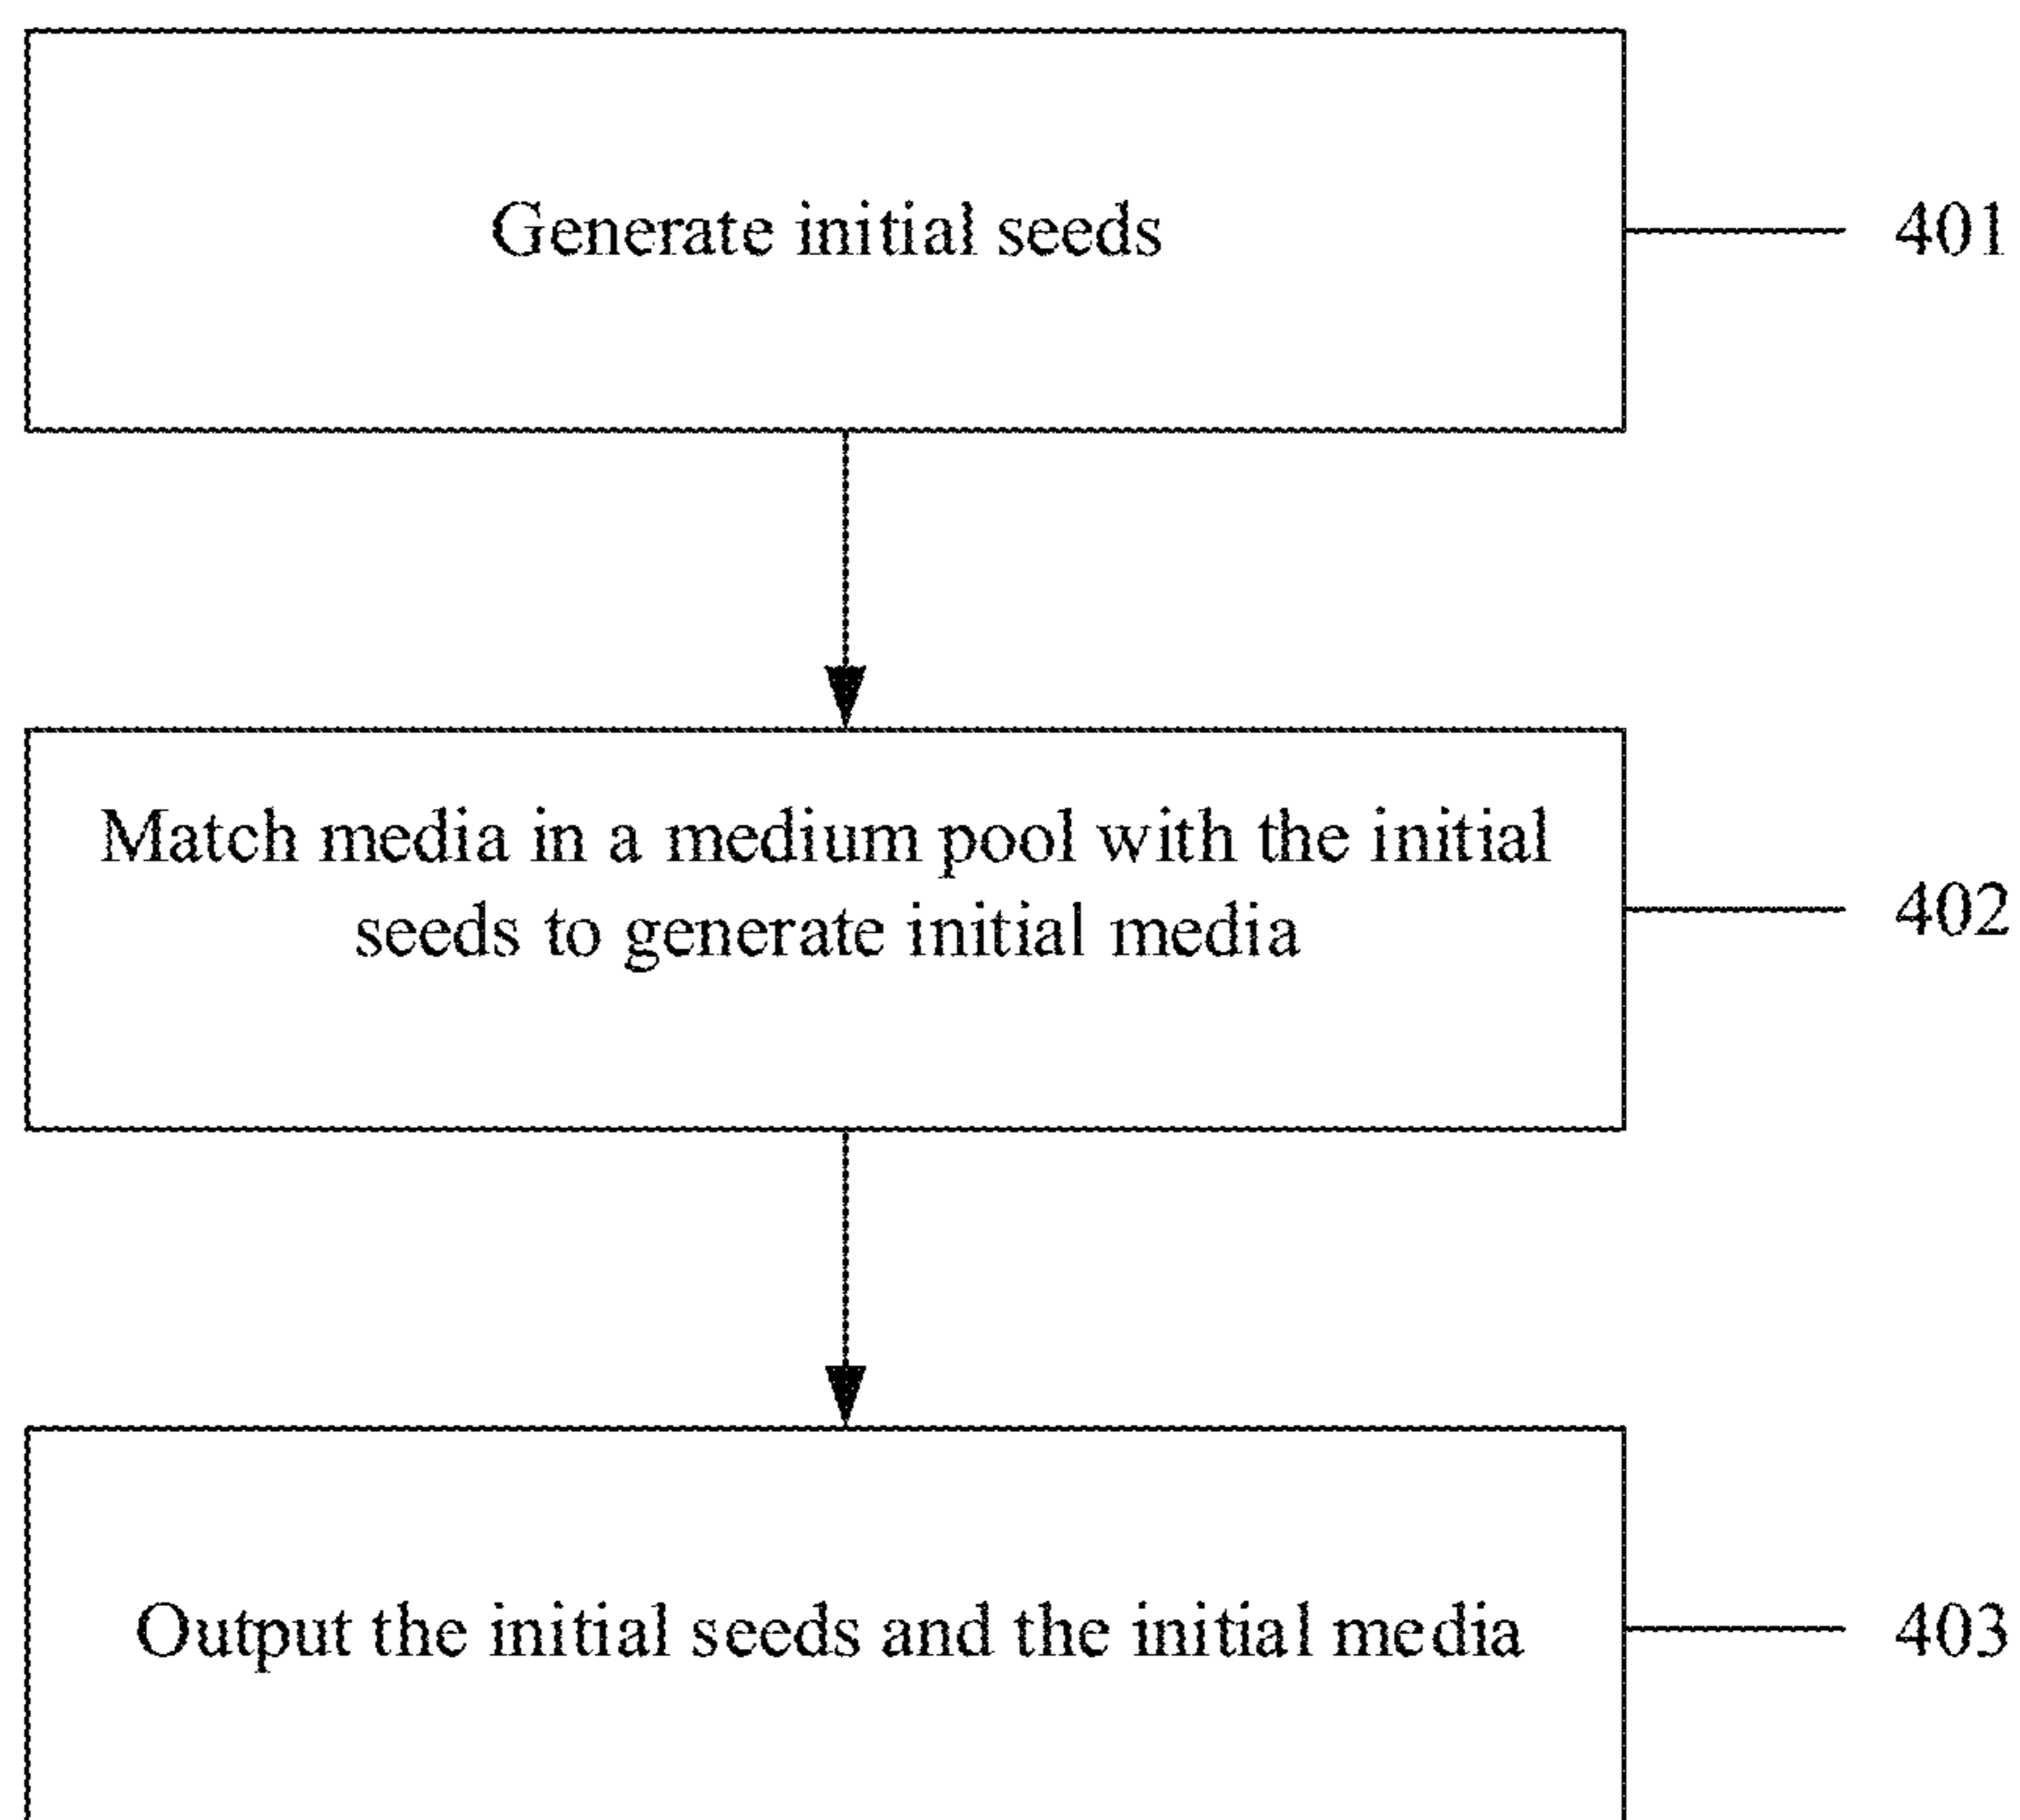 Generate initial seeds
401
Match media in a medium pool with the initial
seeds to generate initial media
402
Output the initial seeds and the initial media
403